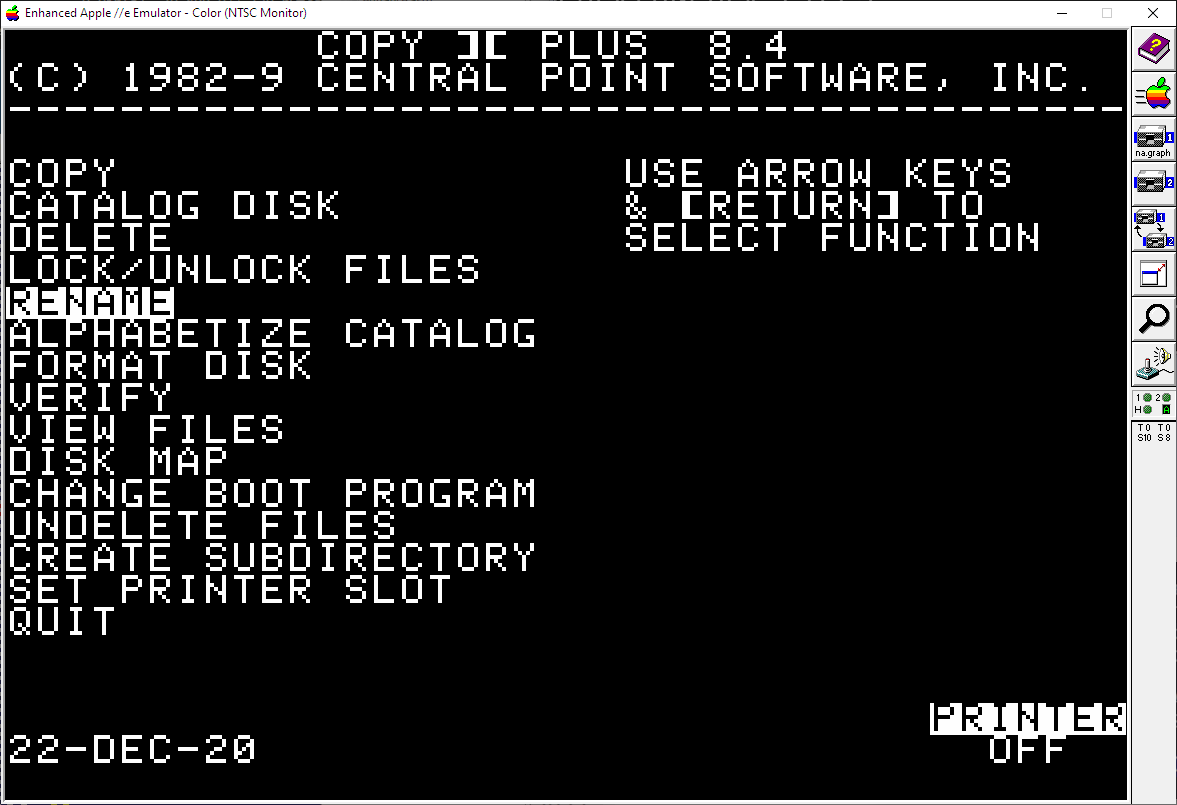 Enhanced Apple //e Emulator - Color (NTSC Monitor)
COPY ][ PLUS 8.4
(C) 1982-9 CENTRAL POINT SOFTWARE, INC.
----------------------------------------
COPY
CATALOG DISK
DELETE
LOCK/UNLOCK FILES
RENAME
ALPHABETIZE CATALOG
FORMAT DISK
VERIFY
VIEW FILES
DISK MAP
CHANGE BOOT PROGRAM
UNDELETE FILES
CREATE SUBDIRECTORY
SET PRINTER SLOT
QUIT
USE ARROW KEYS
& [RETURN] TO
SELECT FUNCTION
PRINTER
22-DEC-20 OFF
?
1
na.graph
2
1
2
1 2
H A
T0 T0
S10 S8